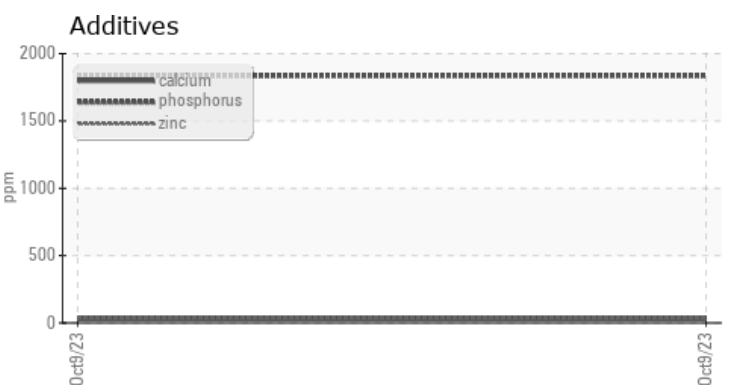 Additives
2000
calcium
phosphorus
1500
zinc
ppm
1000
500
0
Oct9/23
Oct9/23